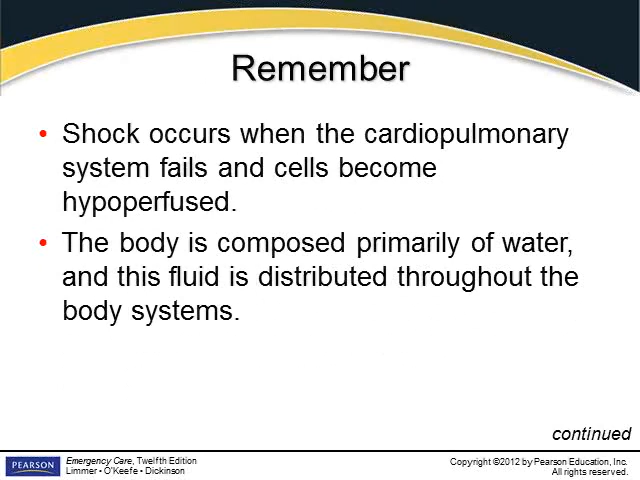 Remember
• Shock occurs when the cardiopulmonary
system fails and cells become
hypoperfused.
• The body is composed primarily of water,
and this fluid is distributed throughout the
body systems.
continued
PEARSON
Emergency Care, Twelfth Edition
Limmer • O'Keefe • Dickinson
Copyright ©2012 by Pearson Education, Inc.
All rights reserved.